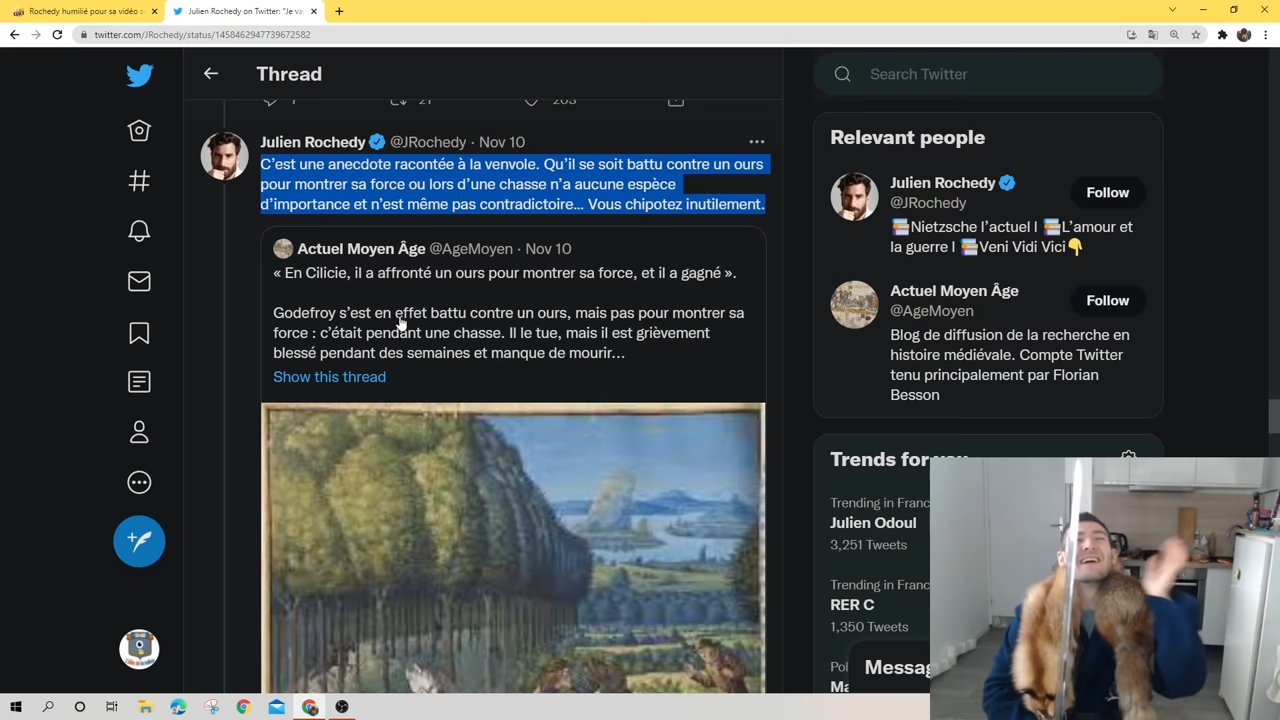 Rochedy humilié pour sa vidéo s
Julien Rochedy on Twitter: "Je va
twitter.com/JRochedy/status/1458462947739672582
Thread
7
21
203
Julien Rochedy @JRochedy · Nov 10
C'est une anecdote racontée à la venvole. Qu'il se soit battu contre un ours
pour montrer sa force ou lors d'une chasse n'a aucune espèce
d'importance et n'est même pas contradictoire... Vous chipotez inutilement.
Actuel Moyen Âge @AgeMoyen · Nov 10
« En Cilicie, il a affronté un ours pour montrer sa force, et il a gagné ».
Godefroy s'est en effet battu contre un ours, mais pas pour montrer sa
force : c'était pendant une chasse. Il le tue, mais il est grièvement
blessé pendant des semaines et manque de mourir...
Show this thread
Search Twitter
Relevant people
Julien Rochedy
@JRochedy
Follow
Nietzsche l'actuel | L'amour et
la guerre | Veni Vidi Vici
Actuel Moyen Âge
@AgeMoyen
Follow
Blog de diffusion de la recherche en
histoire médiévale. Compte Twitter
tenu principalement par Florian
Besson
Trends for you
Trending in Franc
Julien Odoul
3,251 Tweets
Trending in Franc
RER C
1,350 Tweets
Pol
Ma
Messag